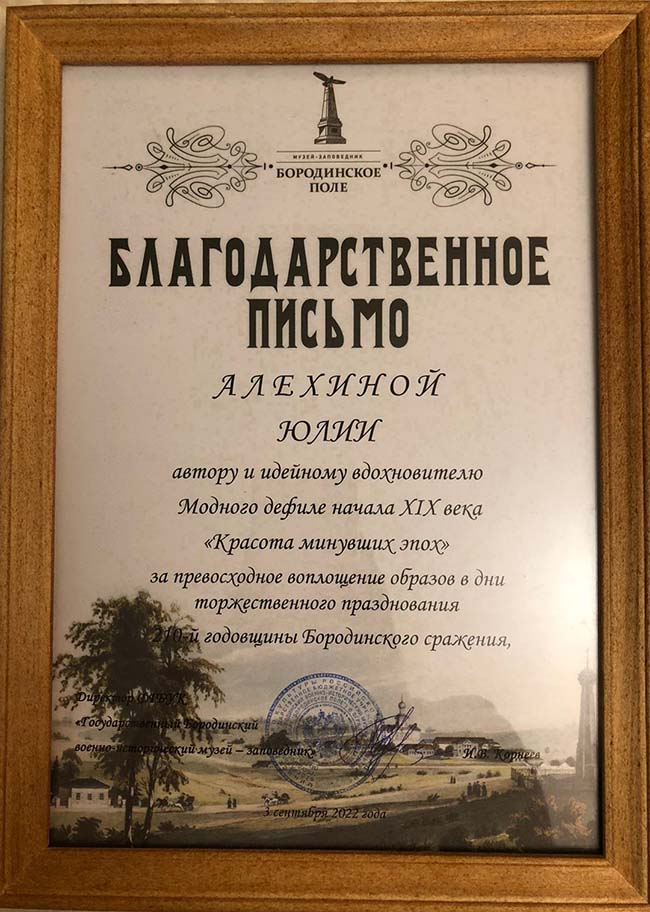 МУЗЕЙ-ЗАПОВЕДНИК
БОРОДИНСКОЕ
ПОЛЕ
БЛАГОДАРСТВЕННОЕ
ПИСЬМО
АЛЕХИНОЙ
ЮЛИИ
автору и идейному вдохновителю
Модного дефиле начала XIX века
«Красота минувших эпох»
за превосходное воплощение образов в дни
торжественного празднования
210-й годовщины Бородинского сражения,
Директор ФГБУК
«Государственный Бородинский
военно-исторический музей – заповедник»
И.В. Корнеев
3 сентября 2022 года